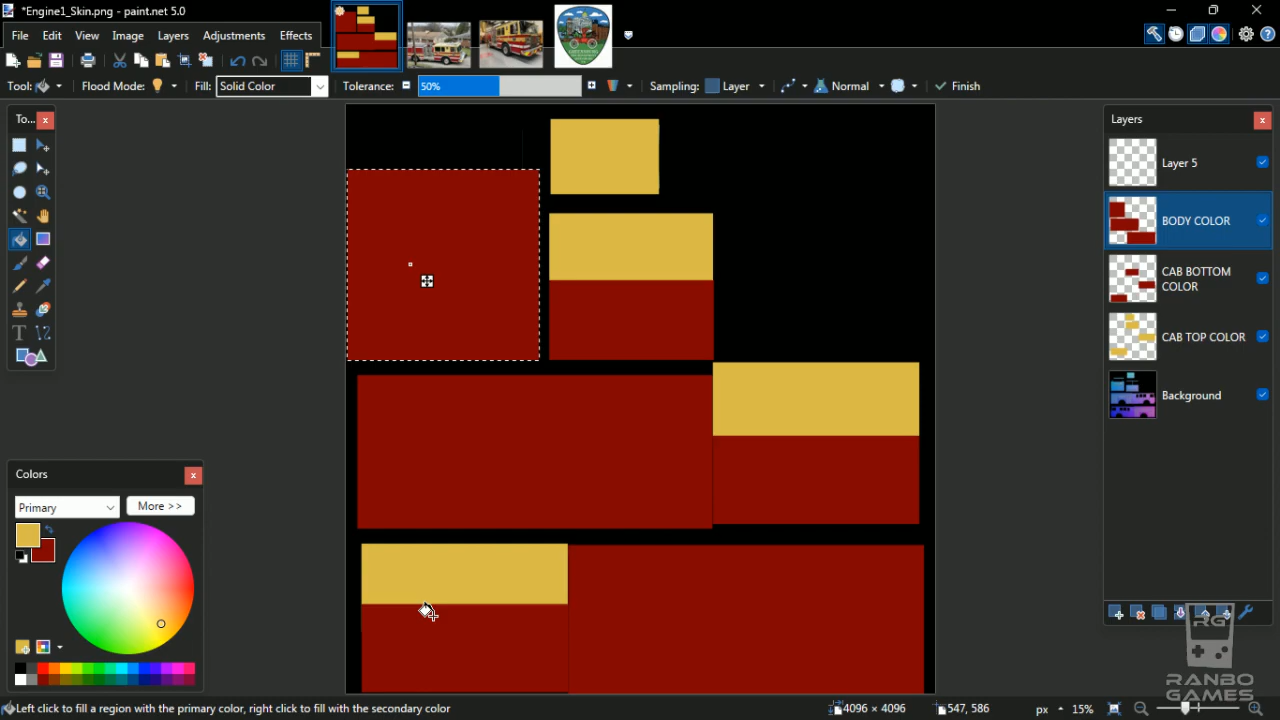 *Engine1_Skin.png - paint.net 5.0
File Edit View Image Layers Adjustments Effects
Tool: Flood Mode: Fill: Solid Color Tolerance: 50% Sampling: Layer Normal Finish
To...
Layers
Layer 5
BODY COLOR
CAB BOTTOM
COLOR
CAB TOP COLOR
Background
Colors
Primary More >>
RG
RANBO
GAMES
Left click to fill a region with the primary color, right click to fill with the secondary color 4096 × 4096 547, 586 px 15%